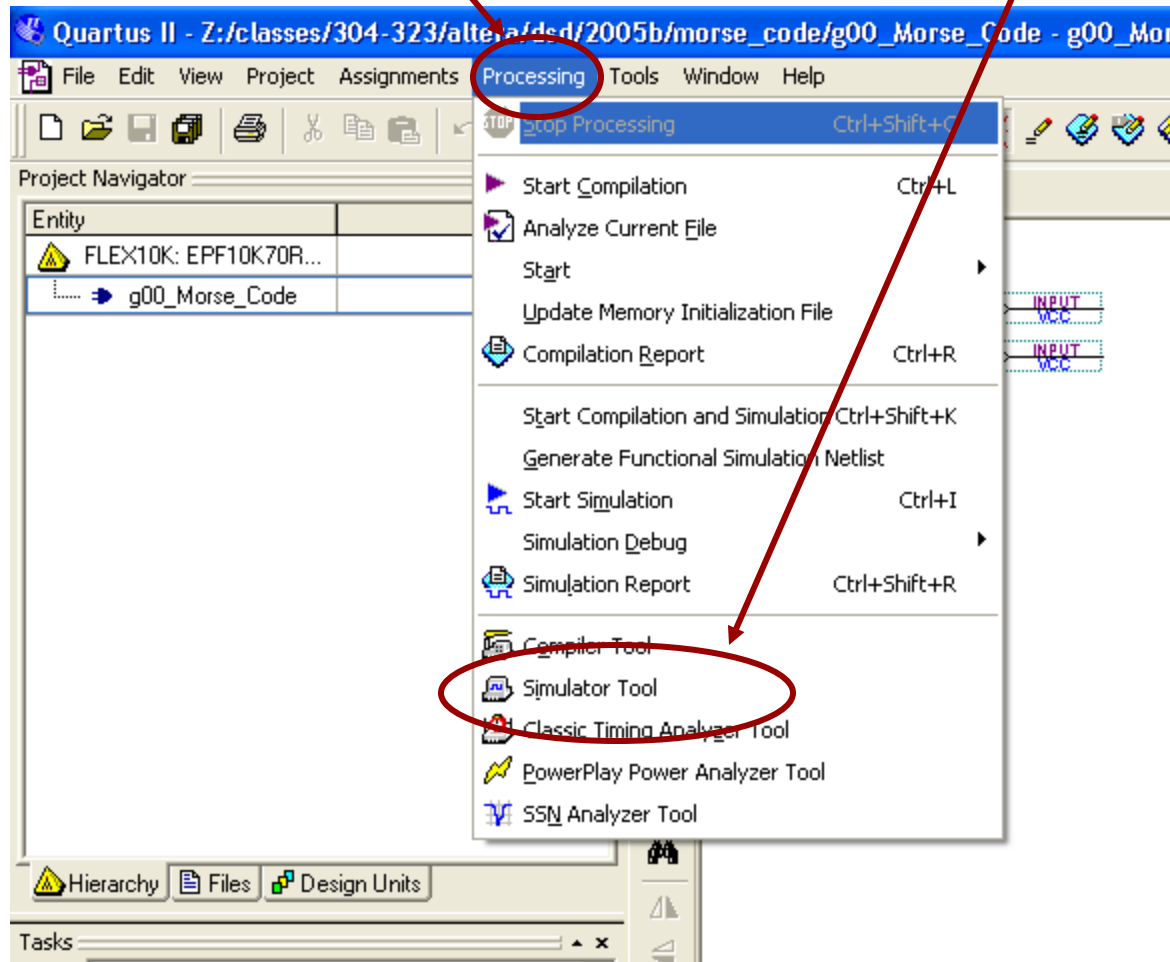 Quartus II - Z:/classes/304-323/altera/dsd/2005b/morse_code/g00_Morse_Code - g00_Mor
File Edit View Project Assignments Processing Tools Window Help
STOP Stop Processing Ctrl+Shift+C
Project Navigator
Entity
FLEX10K: EPF10K70R...
g00_Morse_Code
Start Compilation Ctrl+L
Analyze Current File
Start
Update Memory Initialization File
Compilation Report Ctrl+R
Start Compilation and Simulation Ctrl+Shift+K
Generate Functional Simulation Netlist
Start Simulation Ctrl+I
Simulation Debug
Simulation Report Ctrl+Shift+R
Compiler Tool
Simulator Tool
Classic Timing Analyzer Tool
PowerPlay Power Analyzer Tool
SSN Analyzer Tool
INPUT
VCC
INPUT
VCC
Hierarchy Files Design Units
Tasks